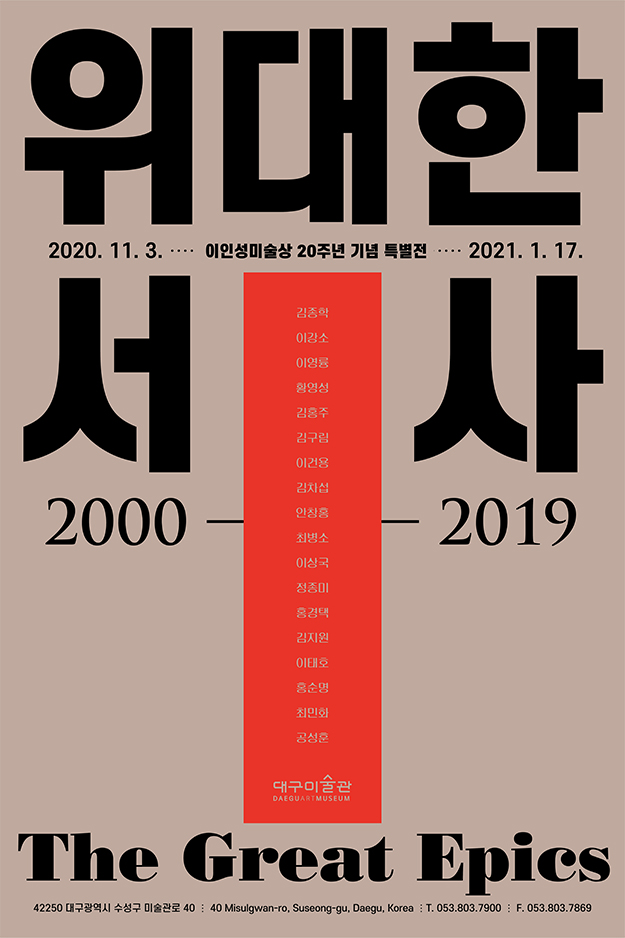 위대한
2020. 11. 3. ···· 이인성미술상 20주년 기념 특별전 ···· 2021. 1. 17.
서 사
김종학
이강소
이영륭
황영성
김홍주
김구림
이건용
김차섭
안창홍
최병소
이상국
정종미
홍경택
김지원
이태호
홍순명
최민화
공성훈
2000 — 2019
대구미술관
DAEGUARTMUSEUM
The Great Epics
42250 대구광역시 수성구 미술관로 40 ⋮ 40 Misulgwan-ro, Suseong-gu, Daegu, Korea ⋮ T. 053.803.7900 ⋮ F. 053.803.7869